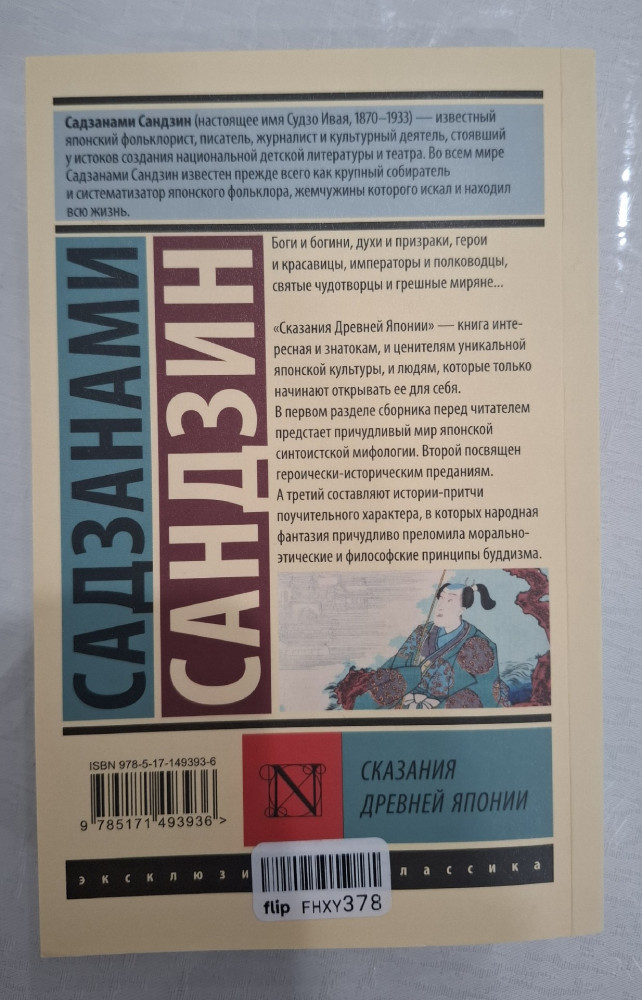 Садзанами Сандзин (настоящее имя Судзо Ивая, 1870–1933) — известный
японский фольклорист, писатель, журналист и культурный деятель, стоявший
у истоков создания национальной детской литературы и театра. Во всем мире
Садзанами Сандзин известен прежде всего как крупный собиратель
и систематизатор японского фольклора, жемчужины которого искал и находил
всю жизнь.
САДЗАНАМИ
САНДЗИН
Боги и богини, духи и призраки, герои
и красавицы, императоры и полководцы,
святые чудотворцы и грешные миряне...
«Сказания Древней Японии» — книга инте-
ресная и знатокам, и ценителям уникальной
японской культуры, и людям, которые только
начинают открывать ее для себя.
В первом разделе сборника перед читателем
предстает причудливый мир японской
синтоистской мифологии. Второй посвящен
героически-историческим преданиям.
А третий составляют истории-притчи
поучительного характера, в которых народная
фантазия причудливо преломила морально-
этические и философские принципы буддизма.
ISBN 978-5-17-149393-6
9 785171 493936>
N
СКАЗАНИЯ
ДРЕВНЕЙ ЯПОНИИ
эксклюзи лассика
flip FHXY378